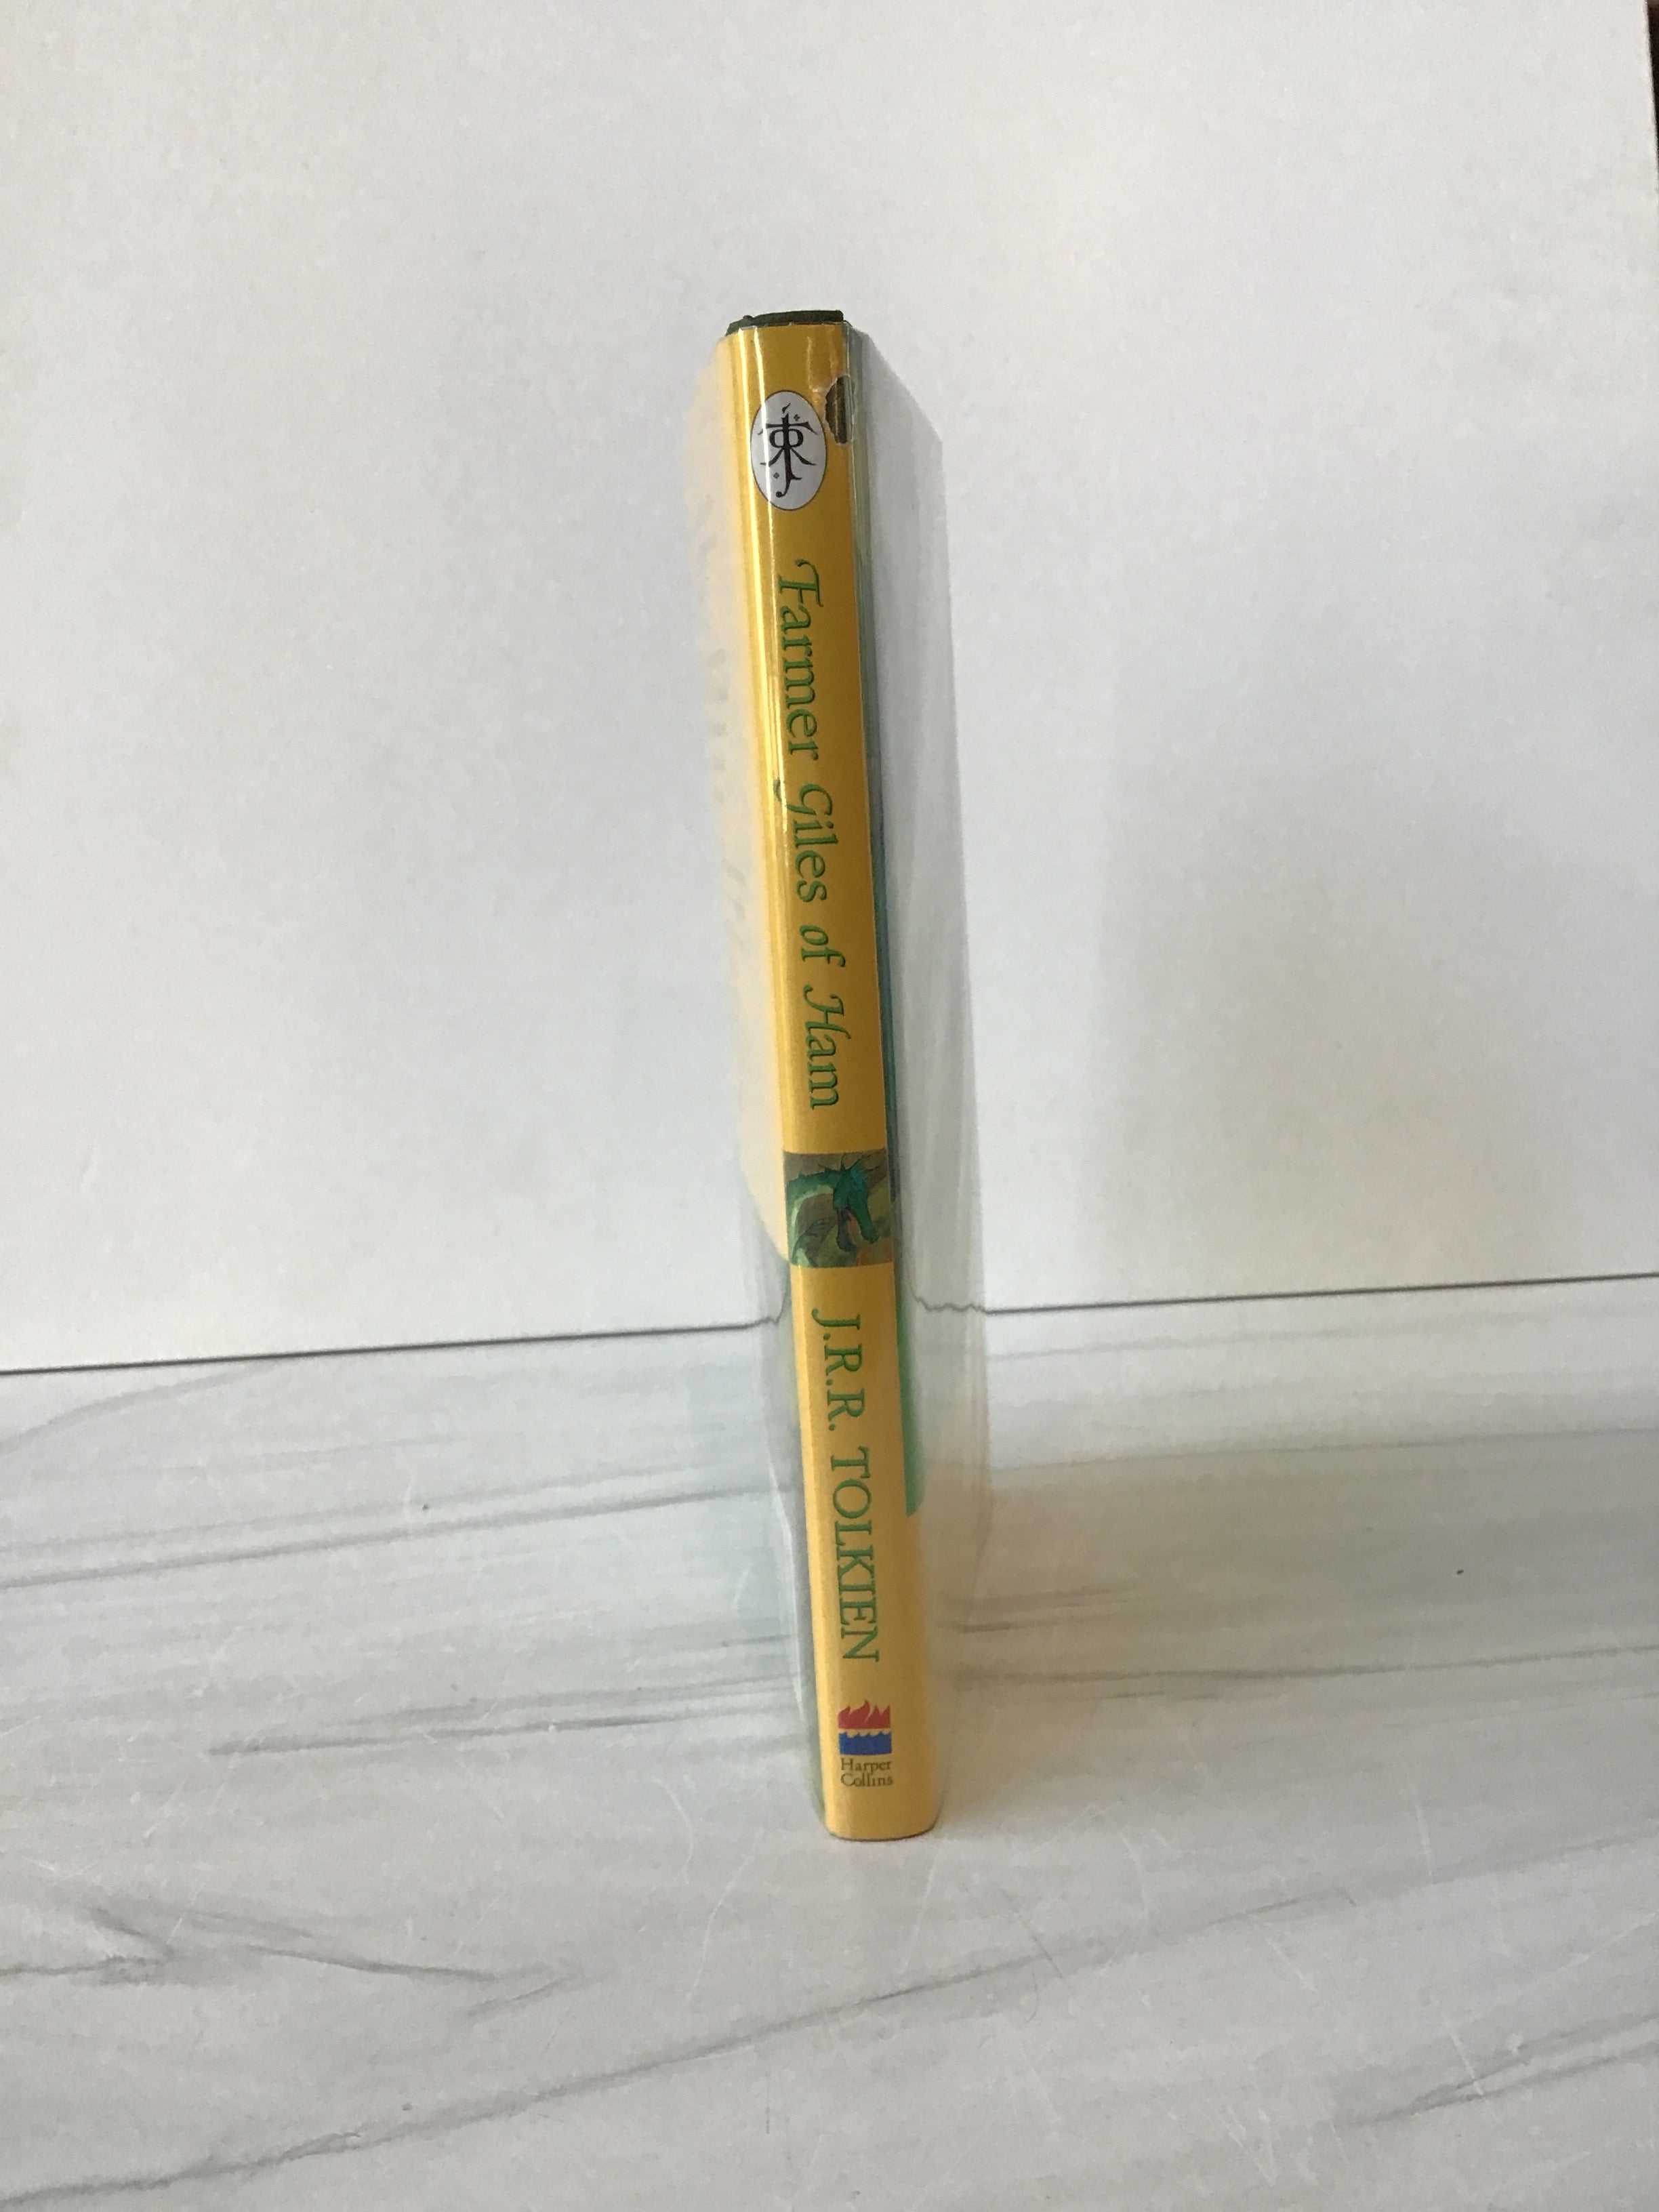 Farmer Giles of Ham
J.R.R. TOLKIEN
Harper
Collins